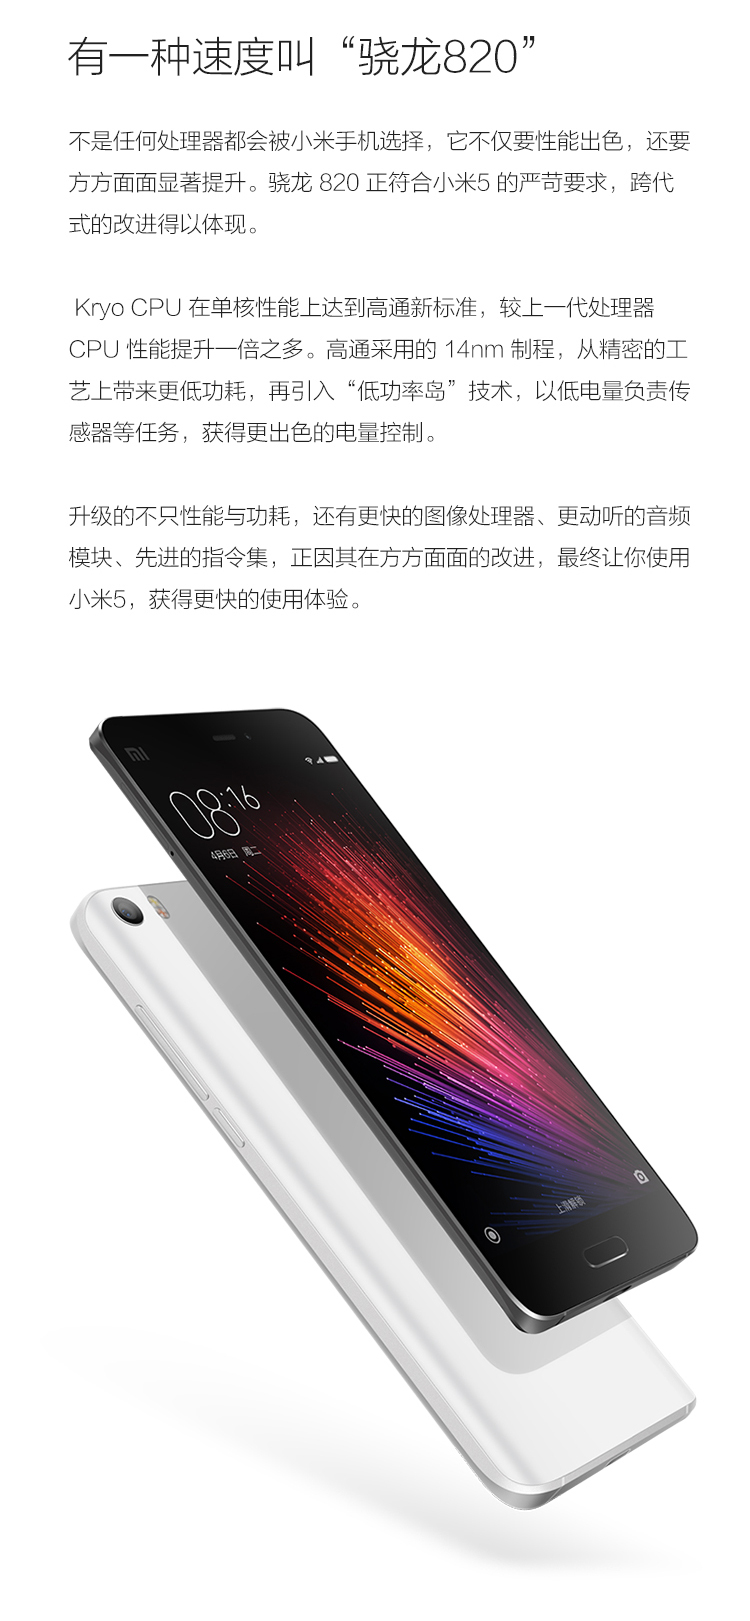 有一种速度叫“骁龙820”
不是任何处理器都会被小米手机选择，它不仅要性能出色，还要
方方面面显著提升。骁龙 820 正符合小米5 的严苛要求，跨代
式的改进得以体现。
Kryo CPU 在单核性能上达到高通新标准，较上一代处理器
CPU 性能提升一倍之多。高通采用的 14nm 制程，从精密的工
艺上带来更低功耗，再引入“低功率岛”技术，以低电量负责传
感器等任务，获得更出色的电量控制。
升级的不只性能与功耗，还有更快的图像处理器、更动听的音频
模块、先进的指令集，正因其在方方面面的改进，最终让你使用
小米5，获得更快的使用体验。
mi
08:16
4月6日 周二
上滑解锁